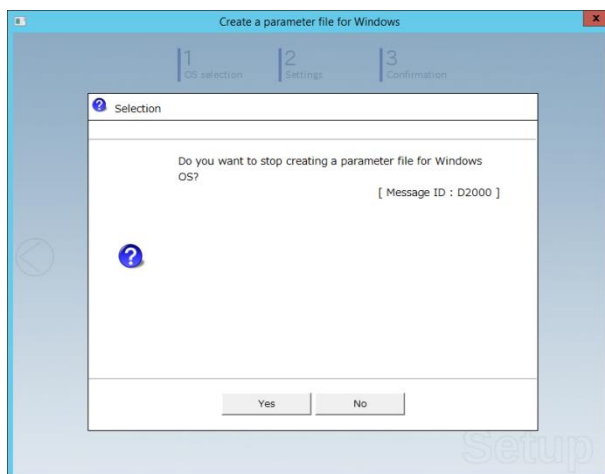 Create a parameter file for Windows
x
1
OS selection
2
Settings
3
Confirmation
Selection
Do you want to stop creating a parameter file for Windows
OS?
[ Message ID : D2000 ]
Yes
No
Setup